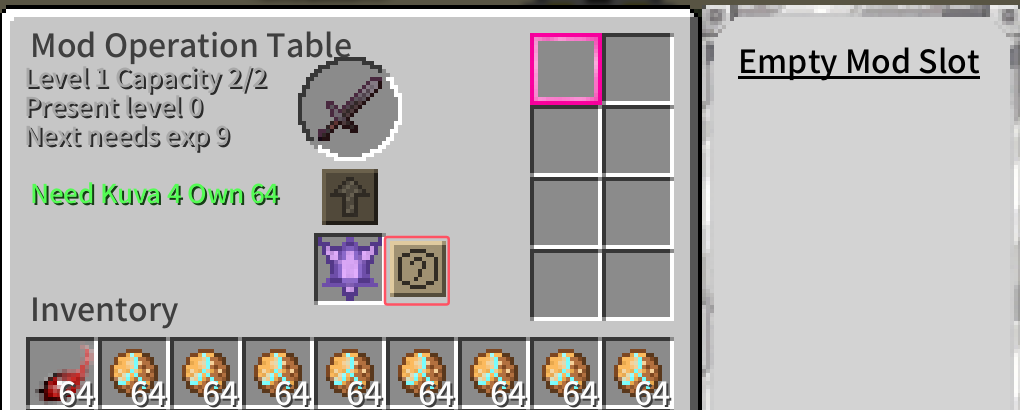 Mod Operation Table
Level 1 Capacity 2/2
Present level 0
Next needs exp 9
Need Kuva 4 Own 64
Inventory
64 64 64 64 64 64 64 64 64
Empty Mod Slot